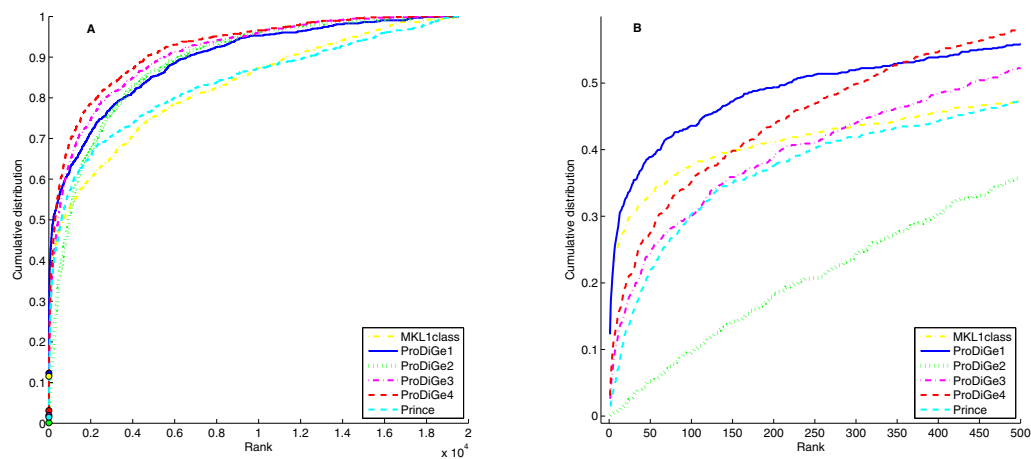 A
Cumulative distribution
1
0.9
0.8
0.7
0.6
0.5
0.4
0.3
0.2
0.1
0
0 0.2 0.4 0.6 0.8 1 1.2 1.4 1.6 1.8 2
Rank
x 10^4
MKL1class
ProDiGe1
ProDiGe2
ProDiGe3
ProDiGe4
Prince
B
Cumulative distribution
0.5
0.4
0.3
0.2
0.1
0
0 50 100 150 200 250 300 350 400 450 500
Rank
MKL1class
ProDiGe1
ProDiGe2
ProDiGe3
ProDiGe4
Prince